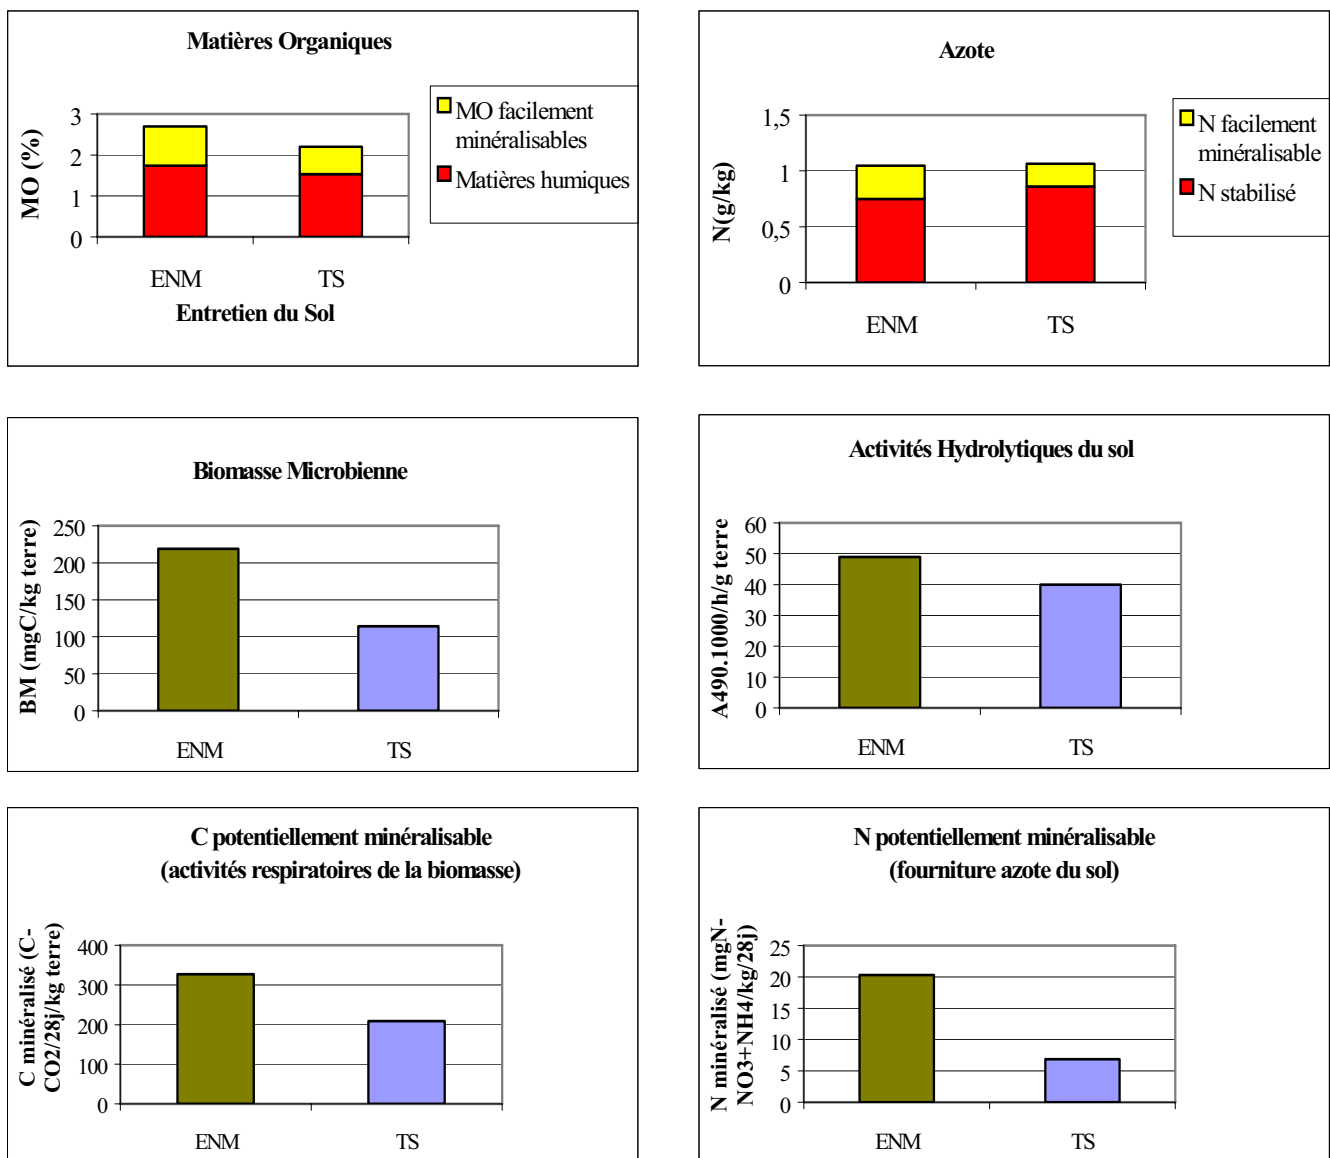 Matières Organiques
MO (%)
3
2
1
0
ENM
TS
Entretien du Sol
MO facilement
minéralisables
Matières humiques
Azote
N(g/kg)
1,5
1
0,5
0
ENM
TS
N facilement
minéralisable
N stabilisé
Biomasse Microbienne
BM (mgC/kg terre)
250
200
150
100
50
0
ENM
TS
Activités Hydrolytiques du sol
A490.1000/h/g terre
60
50
40
30
20
10
0
ENM
TS
C potentiellement minéralisable
(activités respiratoires de la biomasse)
C minéralisé (C-
CO2/28j/kg terre)
400
300
200
100
0
ENM
TS
N potentiellement minéralisable
(fourniture azote du sol)
N minéralisé (mgN-
NO3+NH4/kg/28j)
25
20
15
10
5
0
ENM
TS